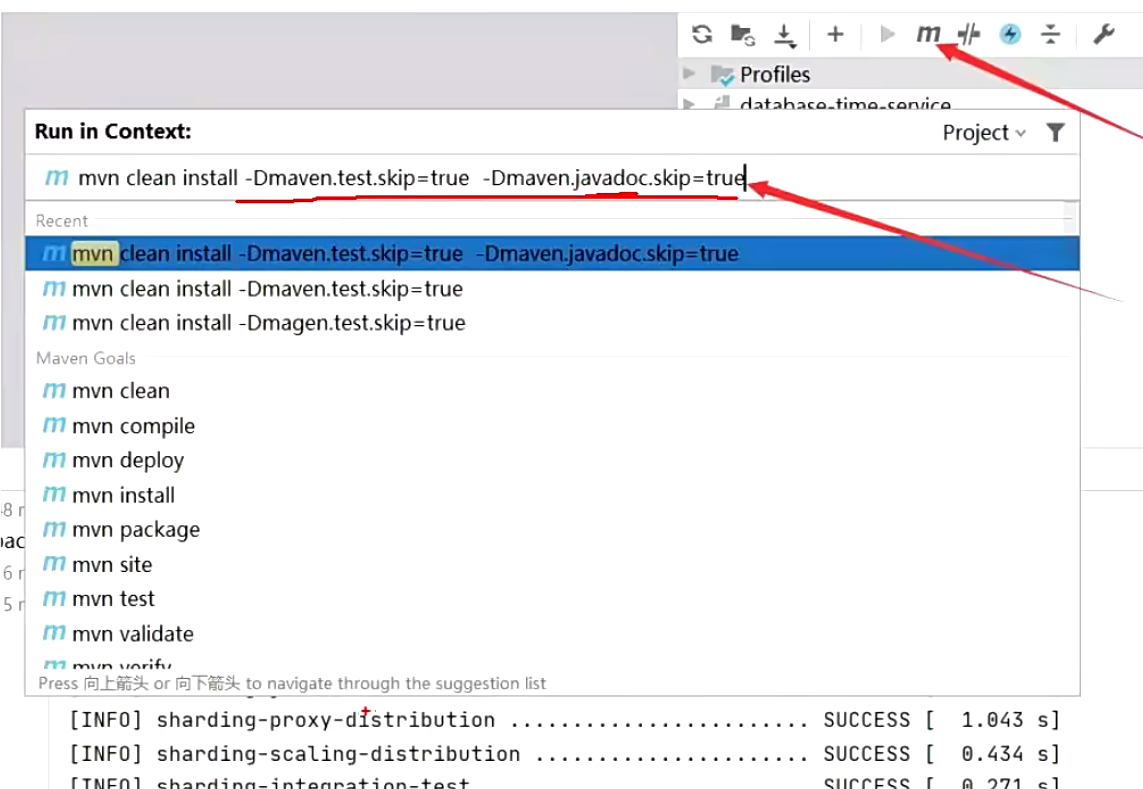 Profiles
database-time-service
Run in Context:
Project
mvn clean install -Dmaven.test.skip=true -Dmaven.javadoc.skip=true
Recent
mvn clean install -Dmaven.test.skip=true -Dmaven.javadoc.skip=true
mvn clean install -Dmaven.test.skip=true
mvn clean install -Dmagen.test.skip=true
Maven Goals
mvn clean
mvn compile
mvn deploy
mvn install
mvn package
mvn site
mvn test
mvn validate
mvn verify
Press 向上箭头 or 向下箭头 to navigate through the suggestion list
[INFO] sharding-proxy-distribution ........................ SUCCESS [  1.043 s]
[INFO] sharding-scaling-distribution ...................... SUCCESS [  0.434 s]
[INFO] sharding-integration-test SUCCESS [  0.271 s]